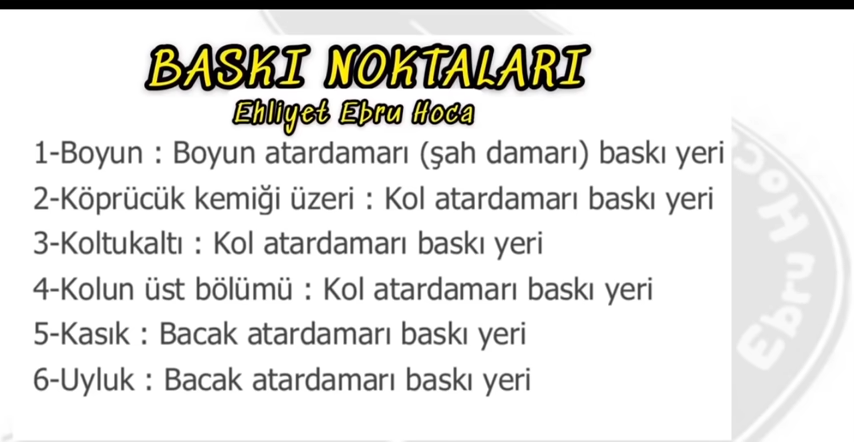 BASKI NOKTALARI
Ehliyet Ebru Hoca
1-Boyun : Boyun atardamarı (şah damarı) baskı yeri
2-Köprücük kemiği üzeri : Kol atardamarı baskı yeri
3-Koltukaltı : Kol atardamarı baskı yeri
4-Kolun üst bölümü : Kol atardamarı baskı yeri
5-Kasık : Bacak atardamarı baskı yeri
6-Uyluk : Bacak atardamarı baskı yeri
Ebru Hoc